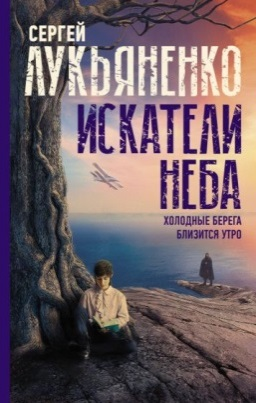 СЕРГЕЙ
ЛУКЬЯНЕНКО
ИСКАТЕЛИ
НЕБА
ХОЛОДНЫЕ БЕРЕГА
БЛИЗИТСЯ УТРО